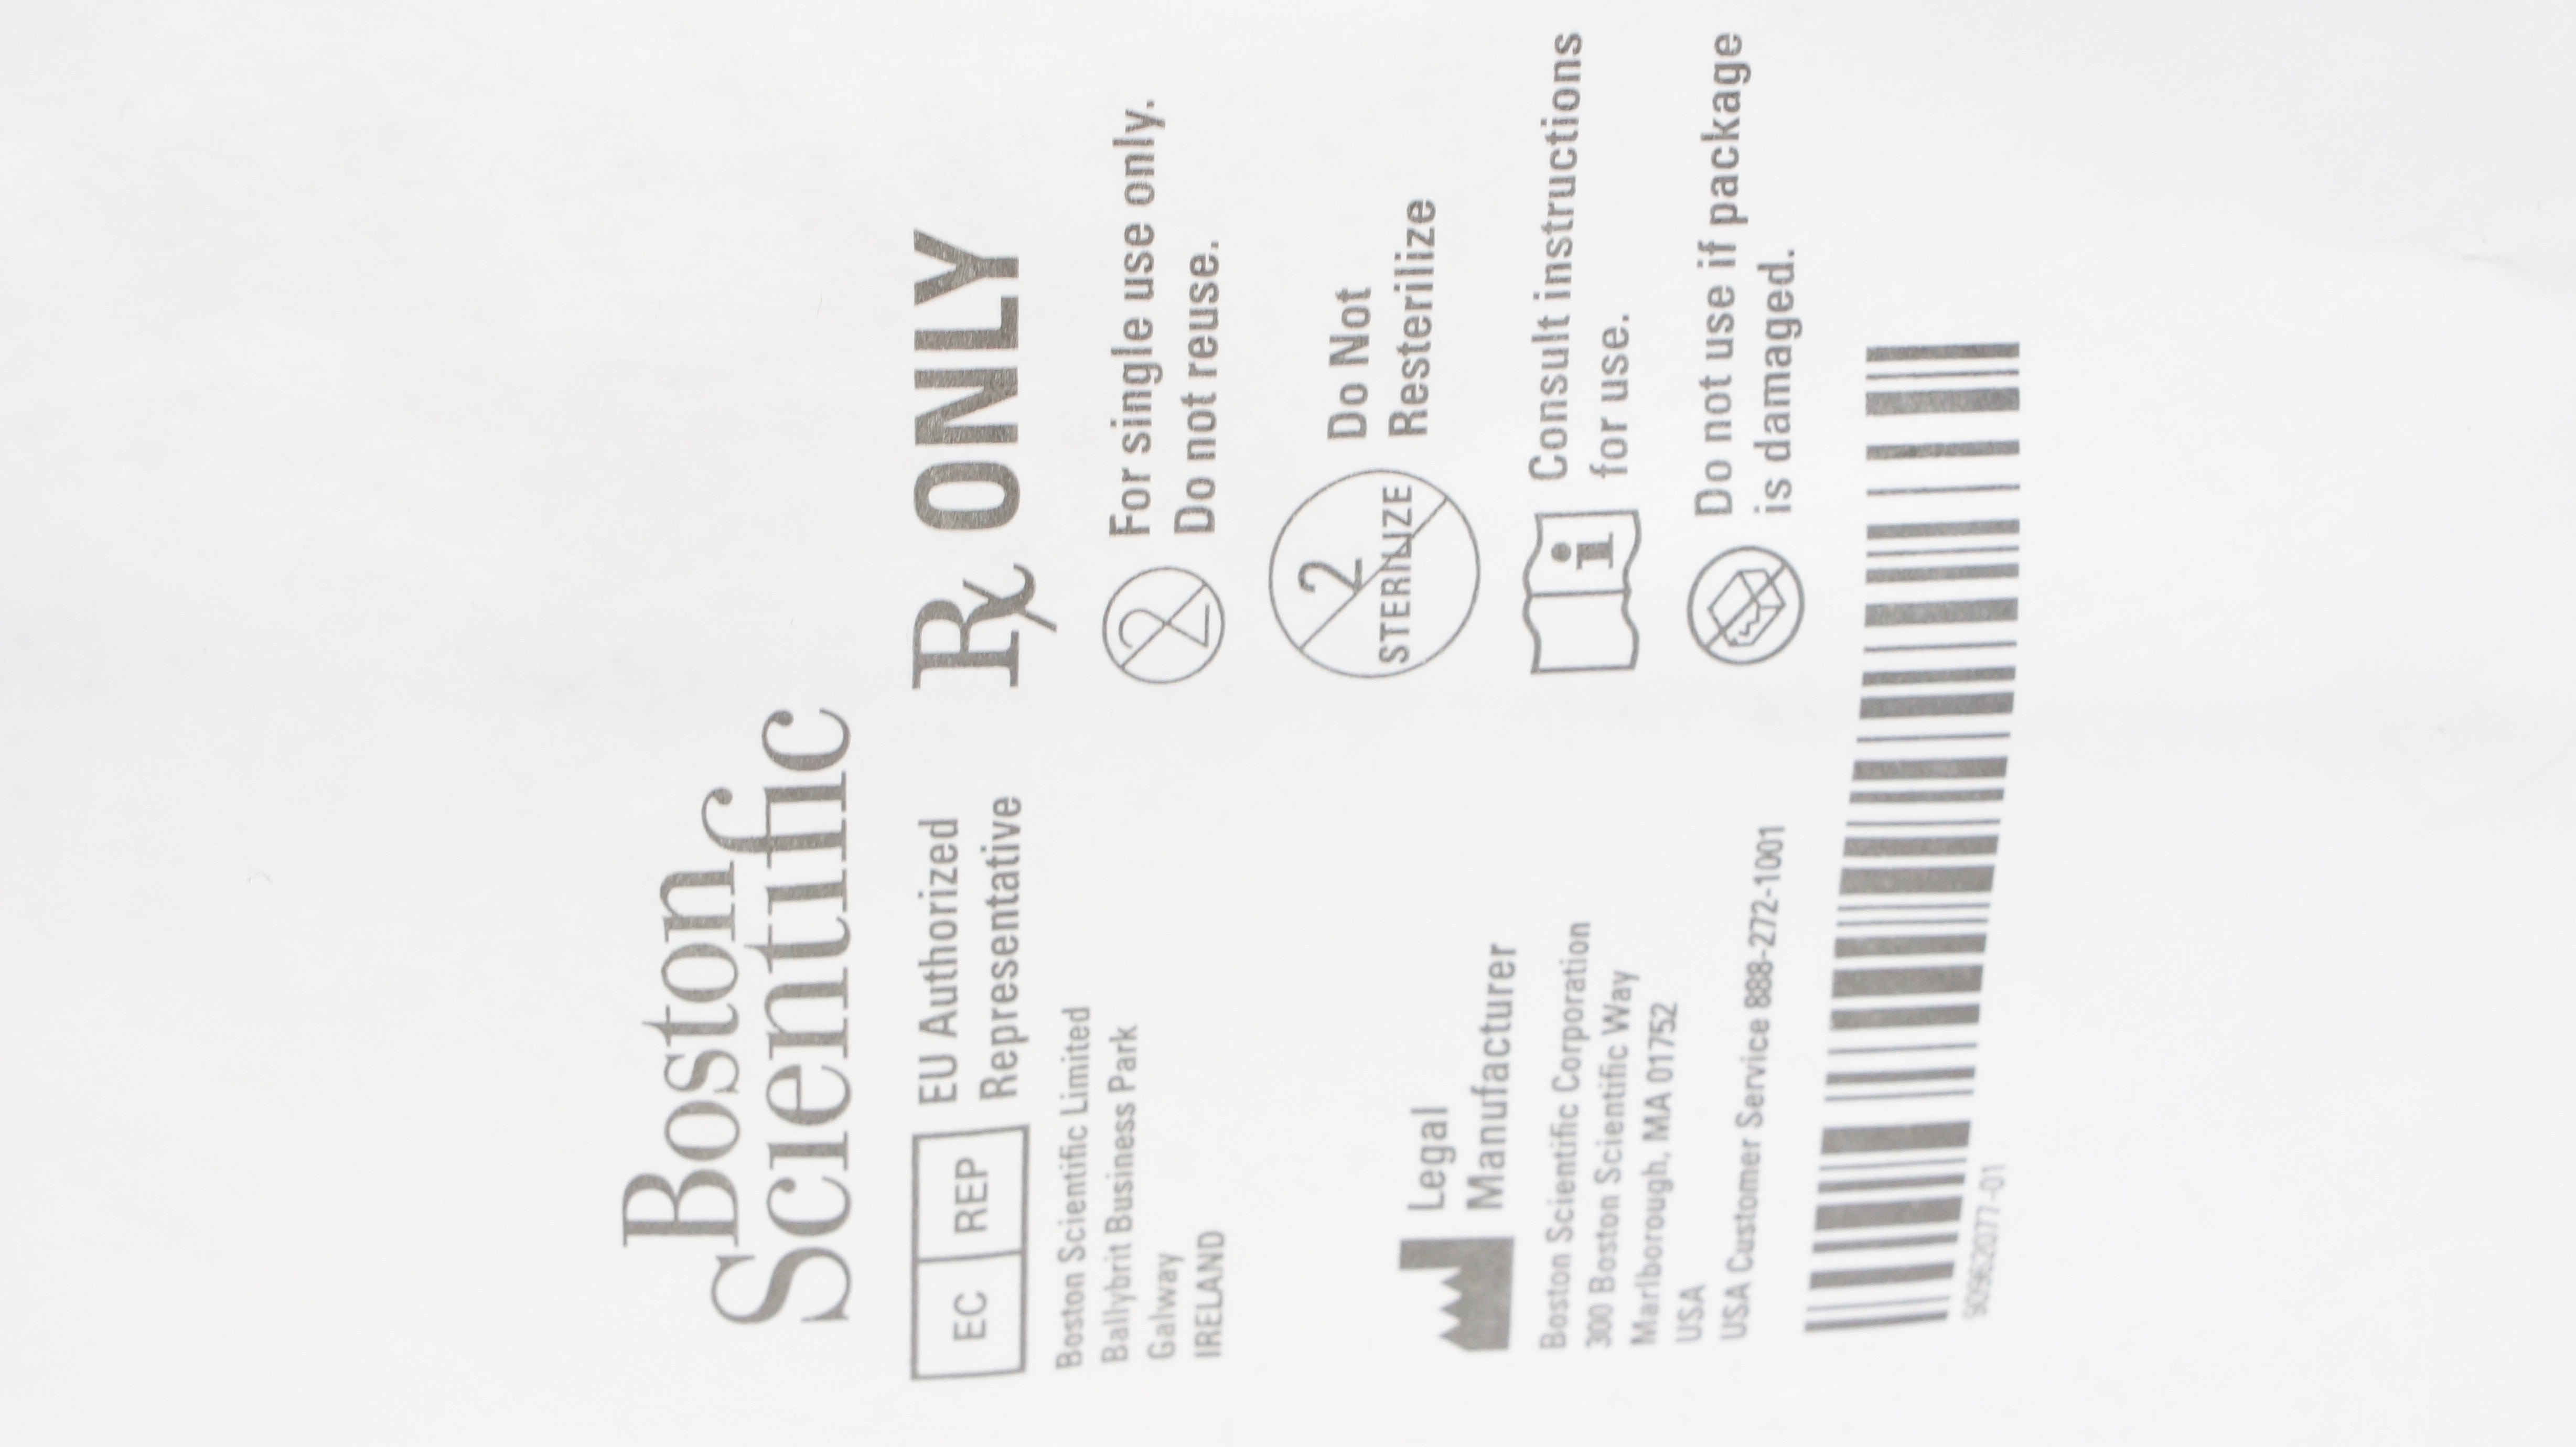 Boston
Scientific
EC REP EU Authorized
Representative
Boston Scientific Limited
Ballybrit Business Park
Galway
IRELAND
Legal
Manufacturer
Boston Scientific Corporation
300 Boston Scientific Way
Marlborough, MA 01752
USA
USA Customer Service 888-272-1001
℞ ONLY
2 For single use only.
Do not reuse.
2
STERILIZE
Do Not
Resterilize
i Consult instructions
for use.
Do not use if package
is damaged.
90962077-01